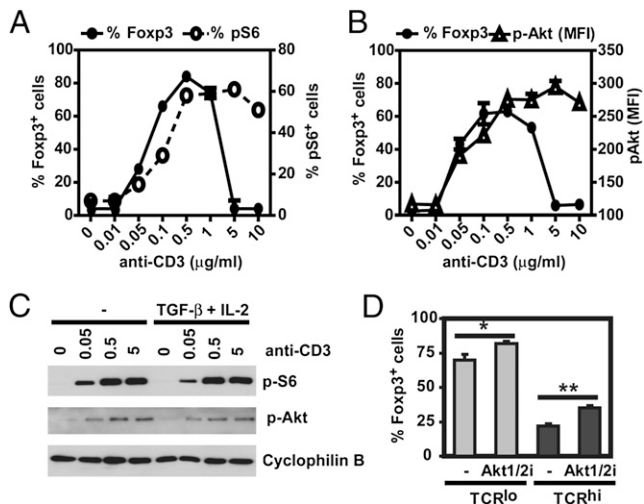 A
% Foxp3 % pS6
% Foxp3+ cells
100
80
60
40
20
0
80
60
40
20
0
% pS6+ cells
0 0.01 0.05 0.1 0.5 1 5 10
anti-CD3 (μg/ml)
B
% Foxp3 p-Akt (MFI)
% Foxp3+ cells
100
80
60
40
20
0
350
300
250
200
150
100
pAkt (MFI)
0 0.01 0.05 0.1 0.5 1 5 10
anti-CD3 (μg/ml)
C
- TGF-β + IL-2
0 0.05 0.5 5 0 0.05 0.5 5 anti-CD3
p-S6
p-Akt
Cyclophilin B
D
% Foxp3+ cells
100
75
50
25
0
*
**
- Akt1/2i - Akt1/2i
TCRlo TCRhi